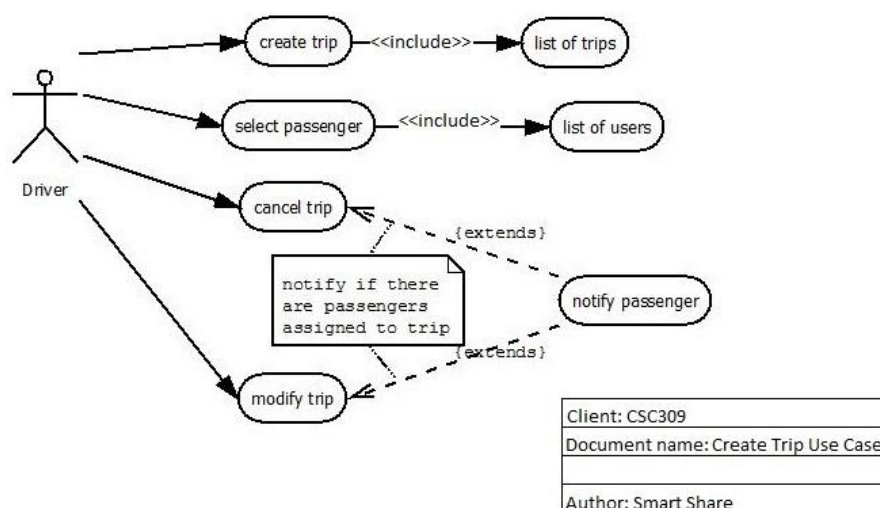 create trip
<<include>>
list of trips
select passenger
<<include>>
list of users
Driver
cancel trip
{extends}
notify if there
are passengers
assigned to trip
notify passenger
{extends}
modify trip
Client: CSC309
Document name: Create Trip Use Case
Author: Smart Share